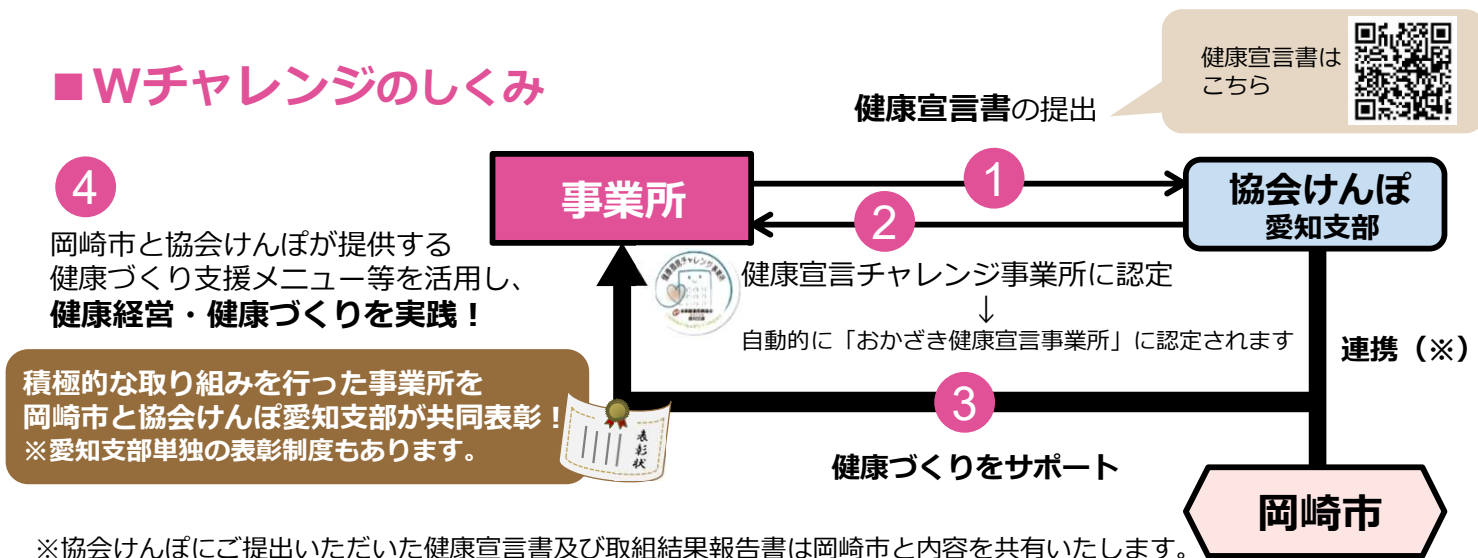 ■Wチャレンジのしくみ
健康宣言書は
こちら
健康宣言書の提出
事業所
1
2
協会けんぽ
愛知支部
4
岡崎市と協会けんぽが提供する
健康づくり支援メニュー等を活用し、
健康経営・健康づくりを実践！
健康宣言チャレンジ事業所に認定
↓
自動的に「おかざき健康宣言事業所」に認定されます
連携（※）
積極的な取り組みを行った事業所を
岡崎市と協会けんぽ愛知支部が共同表彰！
※愛知支部単独の表彰制度もあります。
表彰状
3
健康づくりをサポート
岡崎市
※協会けんぽにご提出いただいた健康宣言書及び取組結果報告書は岡崎市と内容を共有いたします。